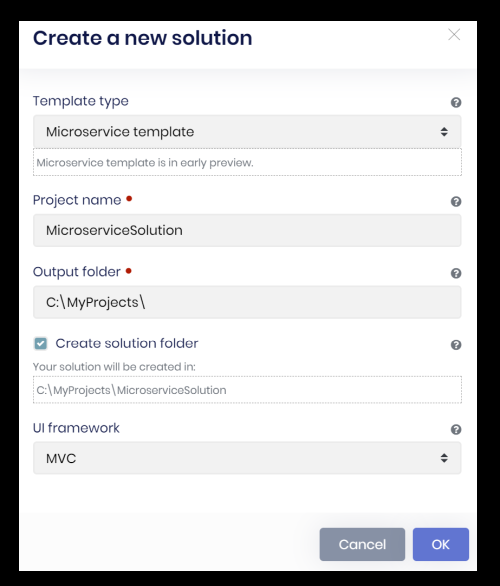 Create a new solution
Template type
Microservice template
Microservice template is in early preview.
Project name
MicroserviceSolution
Output folder
C:\MyProjects\
Create solution folder
Your solution will be created in:
C:\MyProjects\MicroserviceSolution
UI framework
MVC
Cancel OK